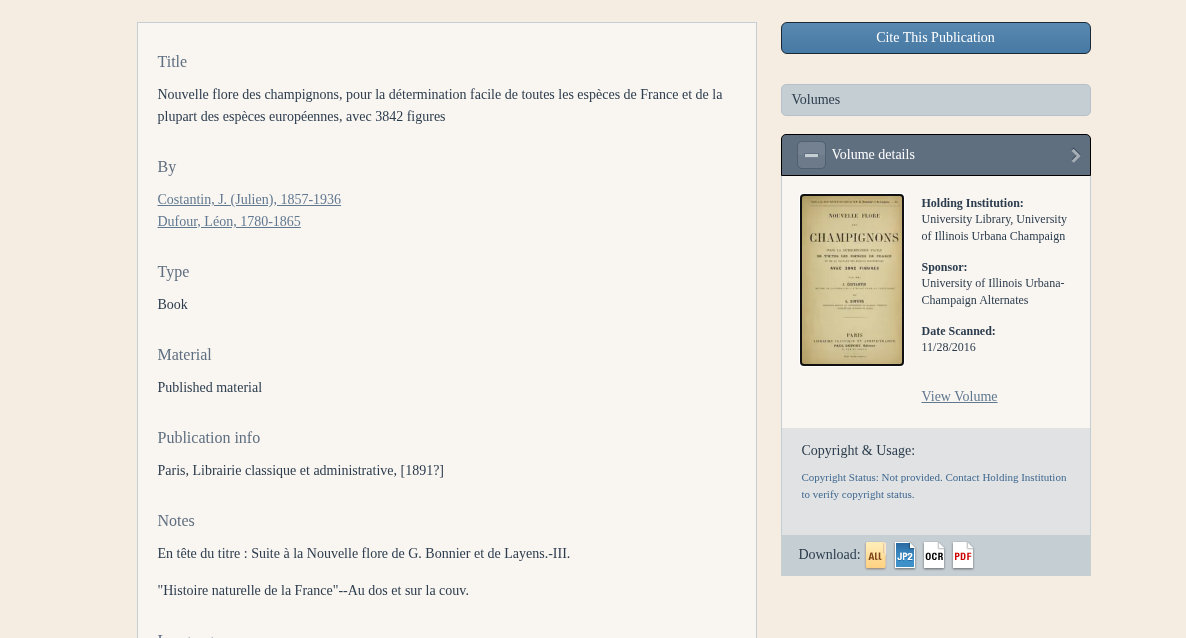 Title
Nouvelle flore des champignons, pour la détermination facile de toutes les espèces de France et de la
plupart des espèces européennes, avec 3842 figures
By
Costantin, J. (Julien), 1857-1936
Dufour, Léon, 1780-1865
Type
Book
Material
Published material
Publication info
Paris, Librairie classique et administrative, [1891?]
Notes
En tête du titre : Suite à la Nouvelle flore de G. Bonnier et de Layens.-III.
"Histoire naturelle de la France"--Au dos et sur la couv.
Cite This Publication
Volumes
Volume details
NOUVELLE FLORE
CHAMPIGNONS
AVEC 3842 FIGURES
PARIS
Holding Institution:
University Library, University
of Illinois Urbana Champaign
Sponsor:
University of Illinois Urbana-
Champaign Alternates
Date Scanned:
11/28/2016
View Volume
Copyright & Usage:
Copyright Status: Not provided. Contact Holding Institution
to verify copyright status.
Download: ALL JP2 OCR PDF